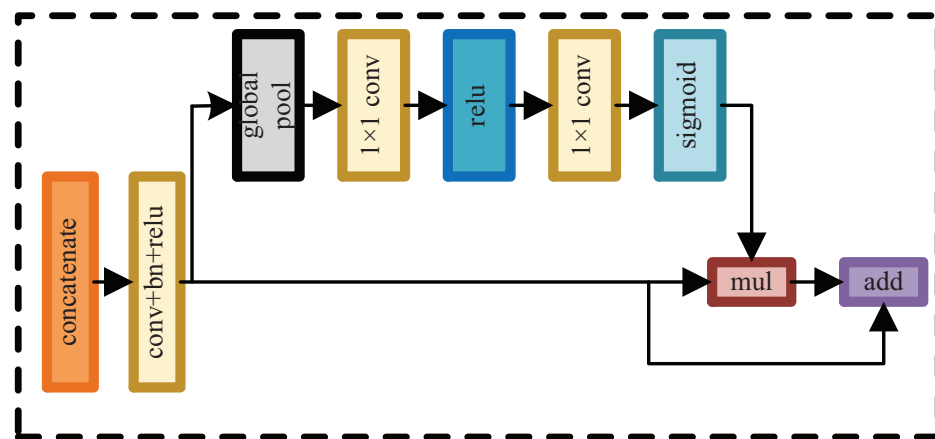 global
pool
1×1 conv
relu
1×1 conv
sigmoid
concatenate
conv+bn+relu
mul
add